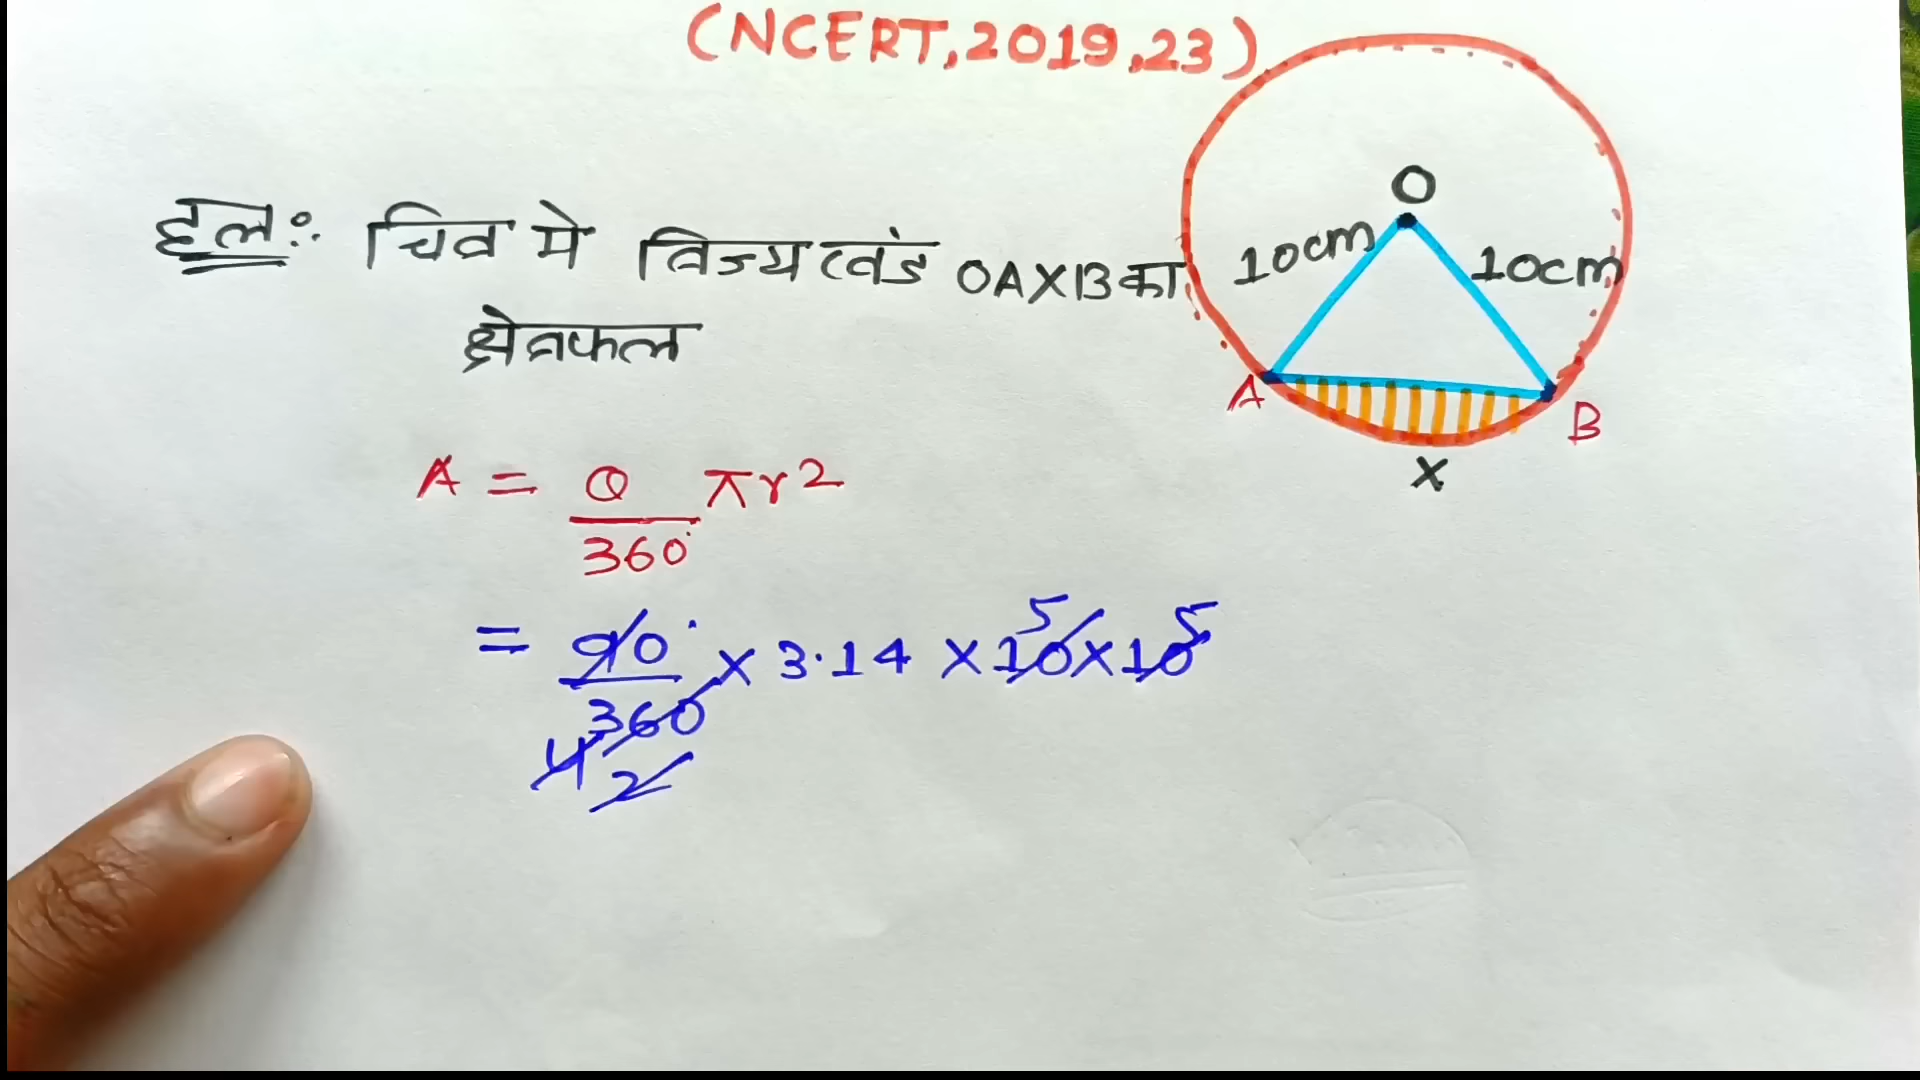 (NCERT,2019,23)
O
10cm 10cm
हलः चित्र मे त्रिज्यखंड OAXB का
क्षेत्रफल
A B
X
A = θ/360° πr²
= 90°/360 × 3.14 × 10 × 10
5 5
4 2